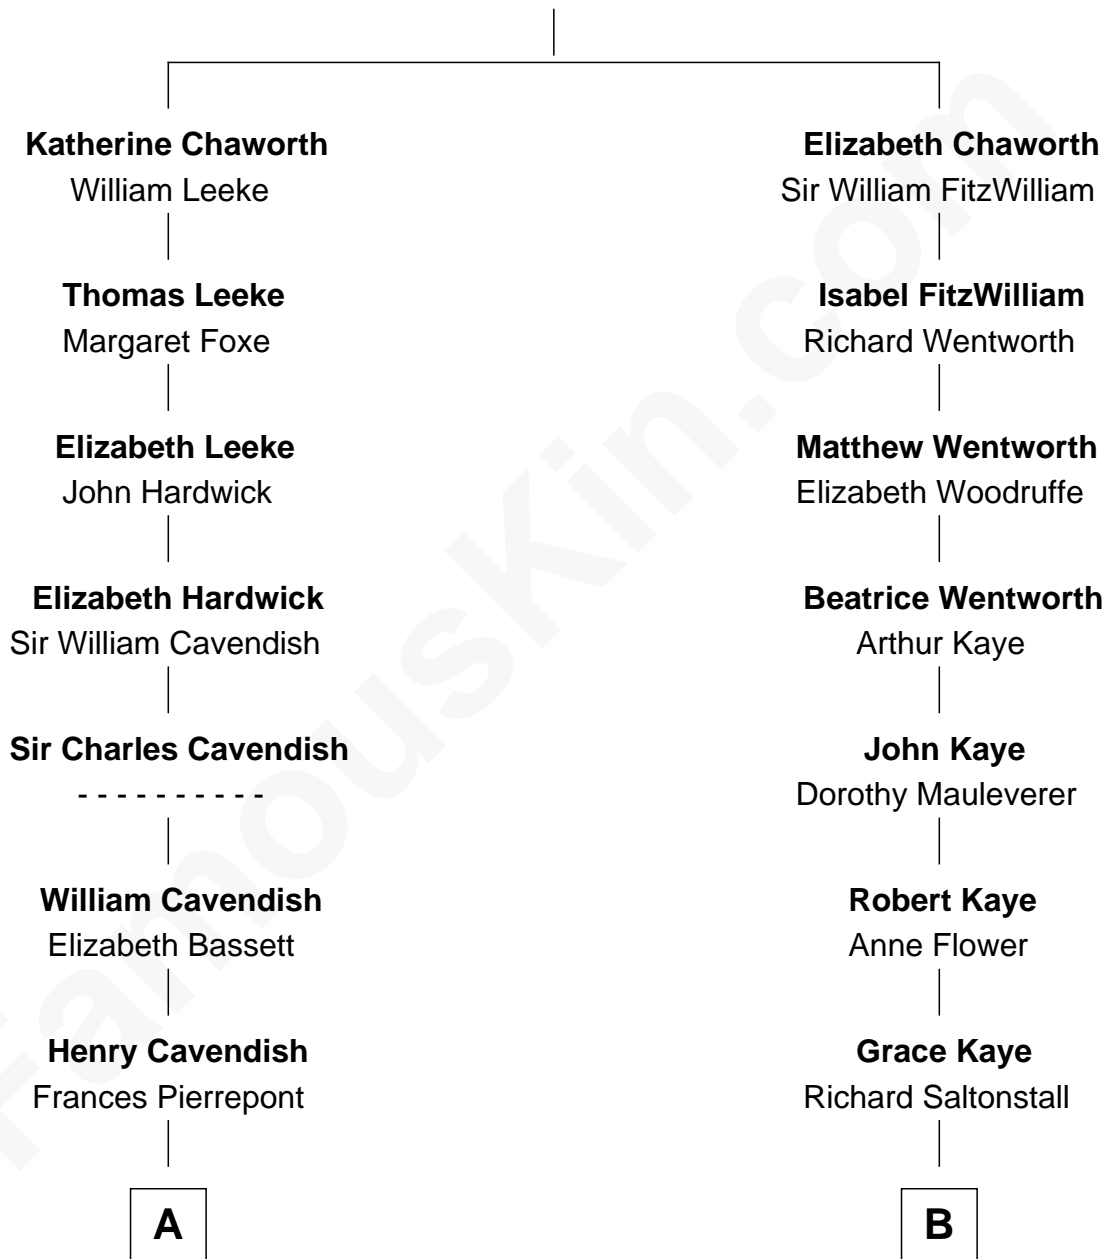 Katherine Chaworth
William Leeke
Thomas Leeke
Margaret Foxe
Elizabeth Leeke
John Hardwick
Elizabeth Hardwick
Sir William Cavendish
Sir Charles Cavendish
- - - - - - - - - -
William Cavendish
Elizabeth Bassett
Henry Cavendish
Frances Pierrepont
A
Elizabeth Chaworth
Sir William FitzWilliam
Isabel FitzWilliam
Richard Wentworth
Matthew Wentworth
Elizabeth Woodruffe
Beatrice Wentworth
Arthur Kaye
John Kaye
Dorothy Mauleverer
Robert Kaye
Anne Flower
Grace Kaye
Richard Saltonstall
B
FamousKin.com